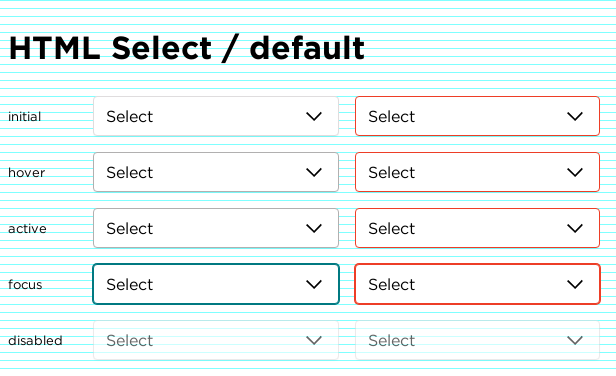 HTML Select / default
initial Select Select
hover Select Select
active Select Select
focus Select Select
disabled Select Select